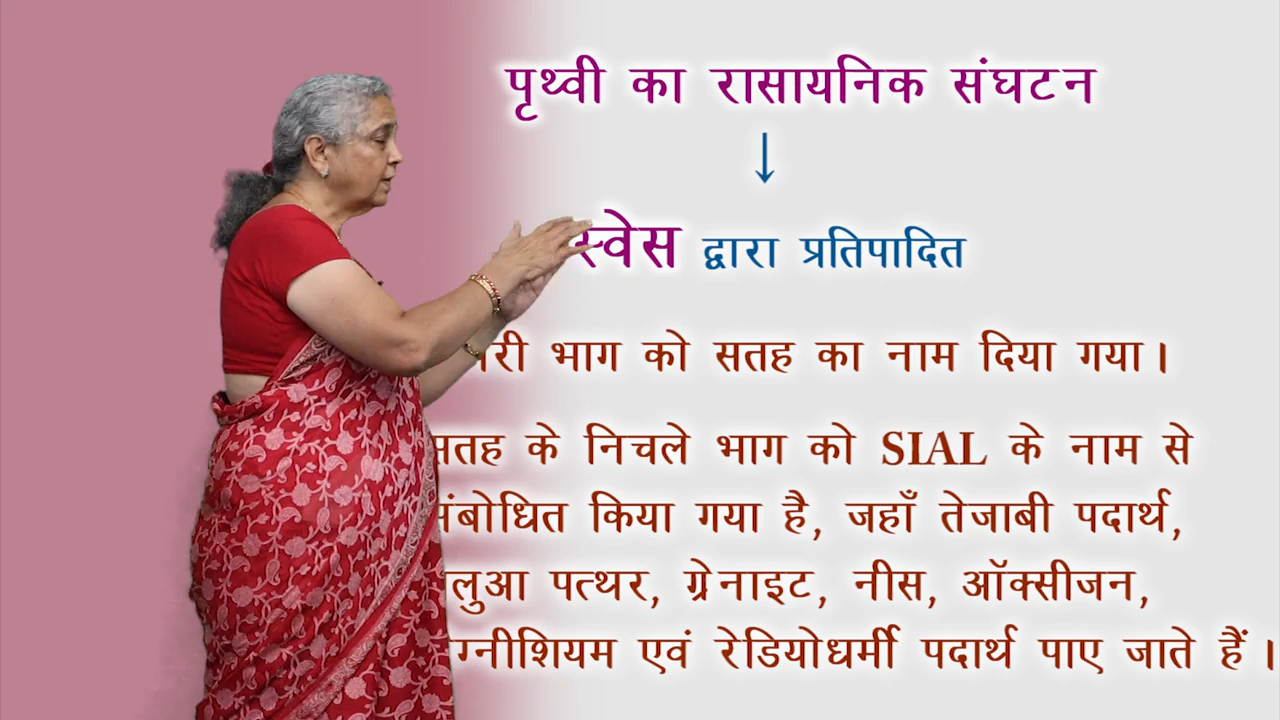 पृथ्वी का रासायनिक संघटन
↓
स्वेस द्वारा प्रतिपादित
भाग को सतह का नाम दिया गया।
सतह के निचले भाग को SIAL के नाम से
संबोधित किया गया है, जहाँ तेजाबी पदार्थ,
पत्थर, ग्रेनाइट, नीस, ऑक्सीजन,
एवं रेडियोधर्मी पदार्थ पाए जाते हैं।